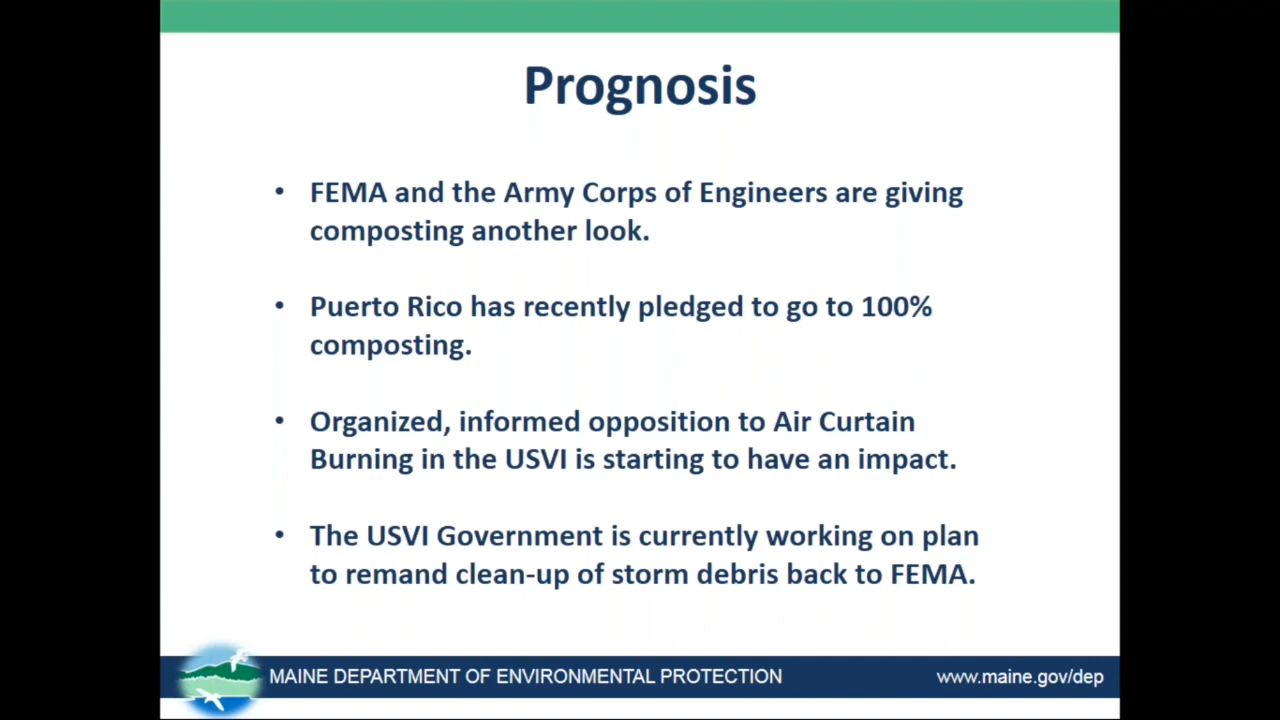 Prognosis
• FEMA and the Army Corps of Engineers are giving
composting another look.
• Puerto Rico has recently pledged to go to 100%
composting.
• Organized, informed opposition to Air Curtain
Burning in the USVI is starting to have an impact.
• The USVI Government is currently working on plan
to remand clean-up of storm debris back to FEMA.
MAINE DEPARTMENT OF ENVIRONMENTAL PROTECTION
www.maine.gov/dep